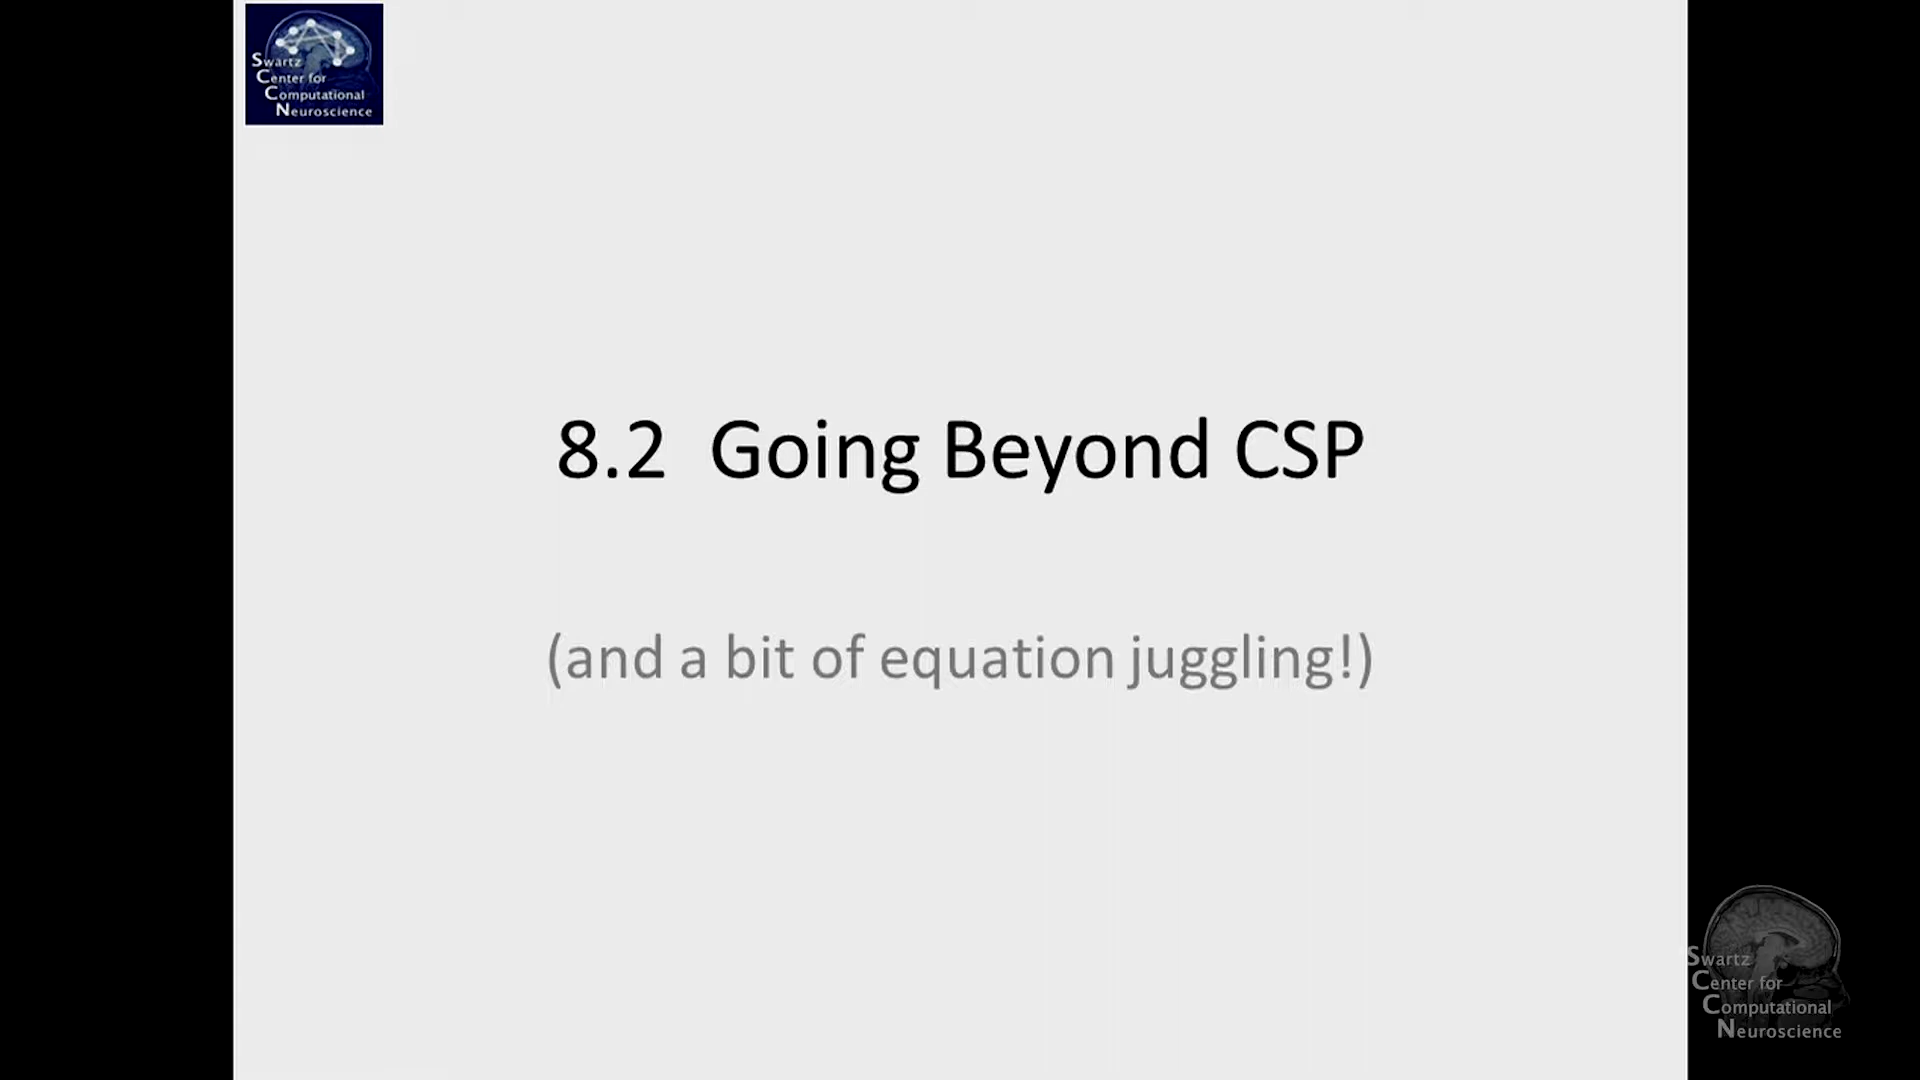 Swartz
Center for
Computational
Neuroscience
8.2 Going Beyond CSP
(and a bit of equation juggling!)
Swartz
Center for
Computational
Neuroscience